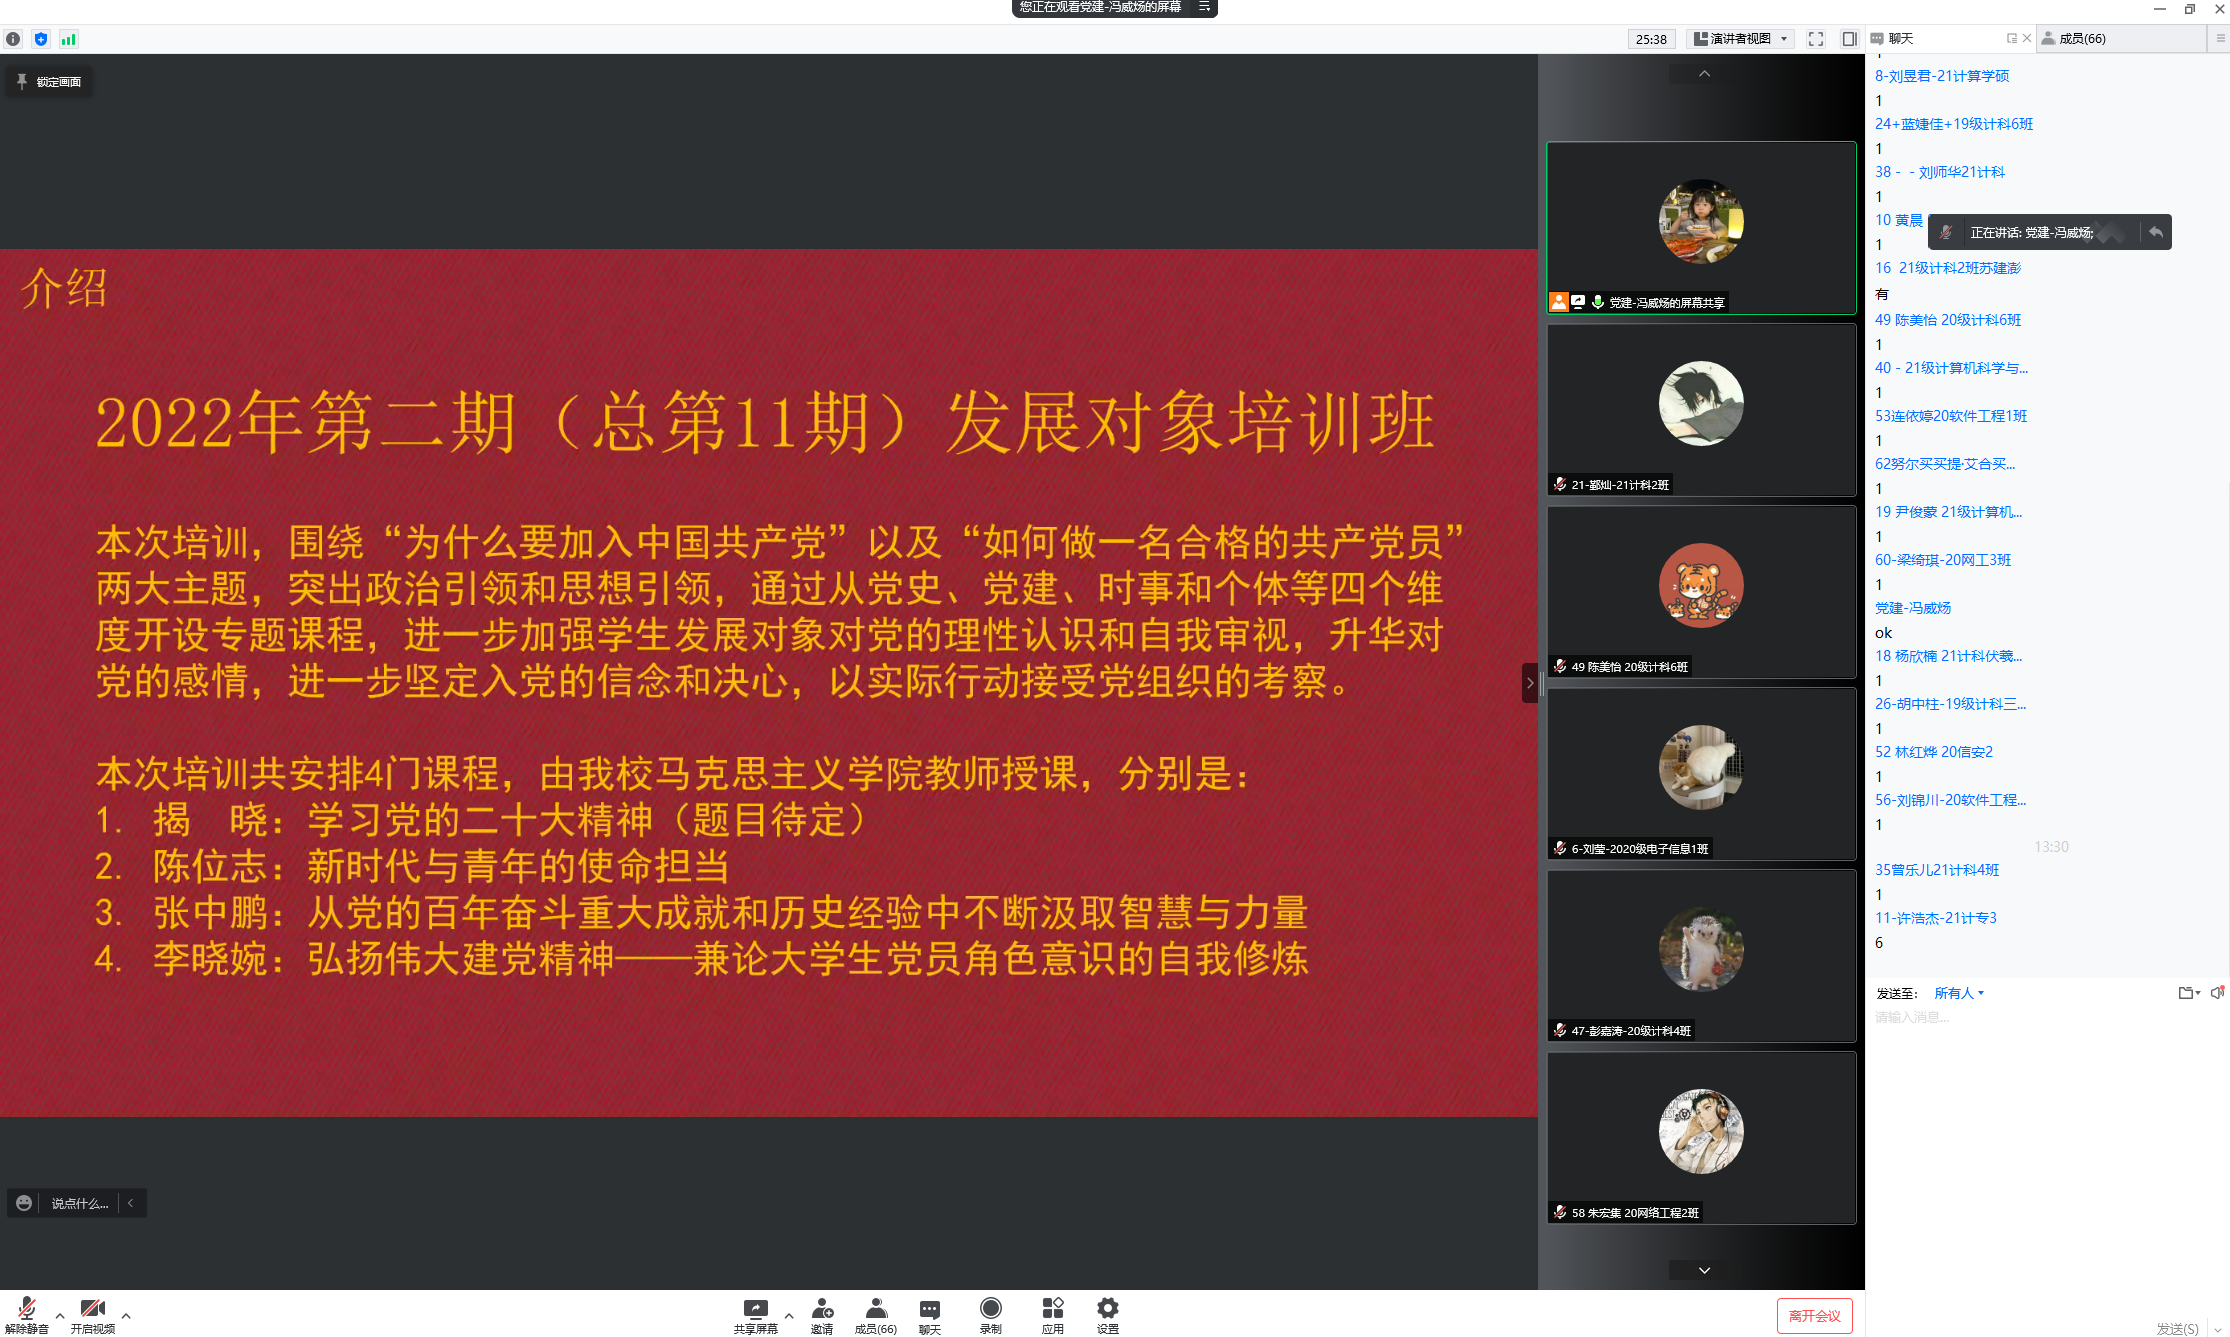 您正在观看党建-冯威炀的屏幕
25:38
演讲者视图
聊天
成员(66)
锁定画面
介绍
2022年第二期（总第11期）发展对象培训班
本次培训，围绕“为什么要加入中国共产党”以及“如何做一名合格的共产党员”
两大主题，突出政治引领和思想引领，通过从党史、党建、时事和个体等四个维
度开设专题课程，进一步加强学生发展对象对党的理性认识和自我审视，升华对
党的感情，进一步坚定入党的信念和决心，以实际行动接受党组织的考察。
本次培训共安排4门课程，由我校马克思主义学院教师授课，分别是：
1. 揭　晓：学习党的二十大精神（题目待定）
2. 陈位志：新时代与青年的使命担当
3. 张中鹏：从党的百年奋斗重大成就和历史经验中不断汲取智慧与力量
4. 李晓婉：弘扬伟大建党精神——兼论大学生党员角色意识的自我修炼
说点什么...
党建-冯威炀的屏幕共享
21-鄞灿-21计科2班
49 陈美怡 20级计科6班
6-刘莹-2020级电子信息1班
47-彭嘉涛-20级计科4班
58 朱宏集 20网络工程2班
8-刘昱君-21计算学硕
1
24+蓝婕佳+19级计科6班
1
38 - - 刘师华21计科
1
10 黄晨
正在讲话: 党建-冯威炀;
1
16 21级计科2班苏建澎
有
49 陈美怡 20级计科6班
1
40 - 21级计算机科学与...
1
53连依婷20软件工程1班
1
62努尔买买提·艾合买...
1
19 尹俊蒙 21级计算机...
1
60-梁绮琪-20网工3班
1
党建-冯威炀
ok
18 杨欣楠 21计科伏羲...
1
26-胡中柱-19级计科三...
1
52 林红烨 20信安2
1
56-刘锦川-20软件工程...
1
13:30
35曾乐儿21计科4班
1
11-许浩杰-21计专3
6
发送至:
所有人
请输入消息...
解除静音
开启视频
共享屏幕
邀请
成员(66)
聊天
录制
应用
设置
离开会议
发送(S)